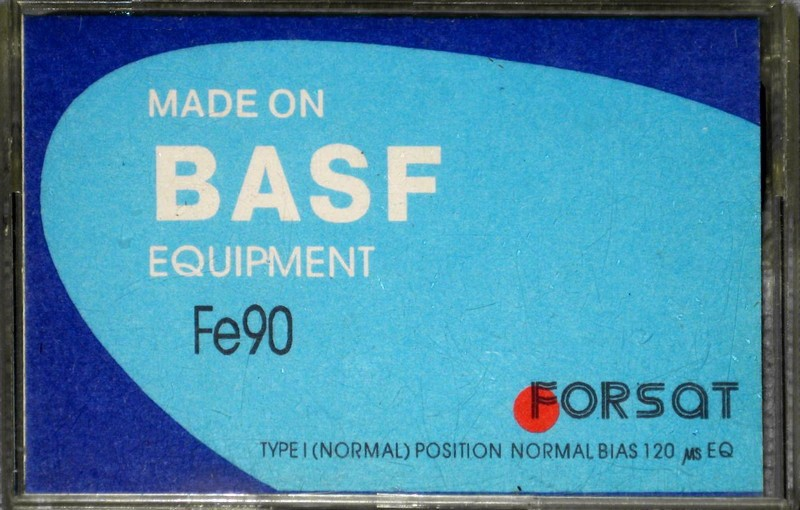 MADE ON
BASF
EQUIPMENT
Fe90
FORSAT
TYPE I (NORMAL) POSITION NORMAL BIAS 120 µs EQ